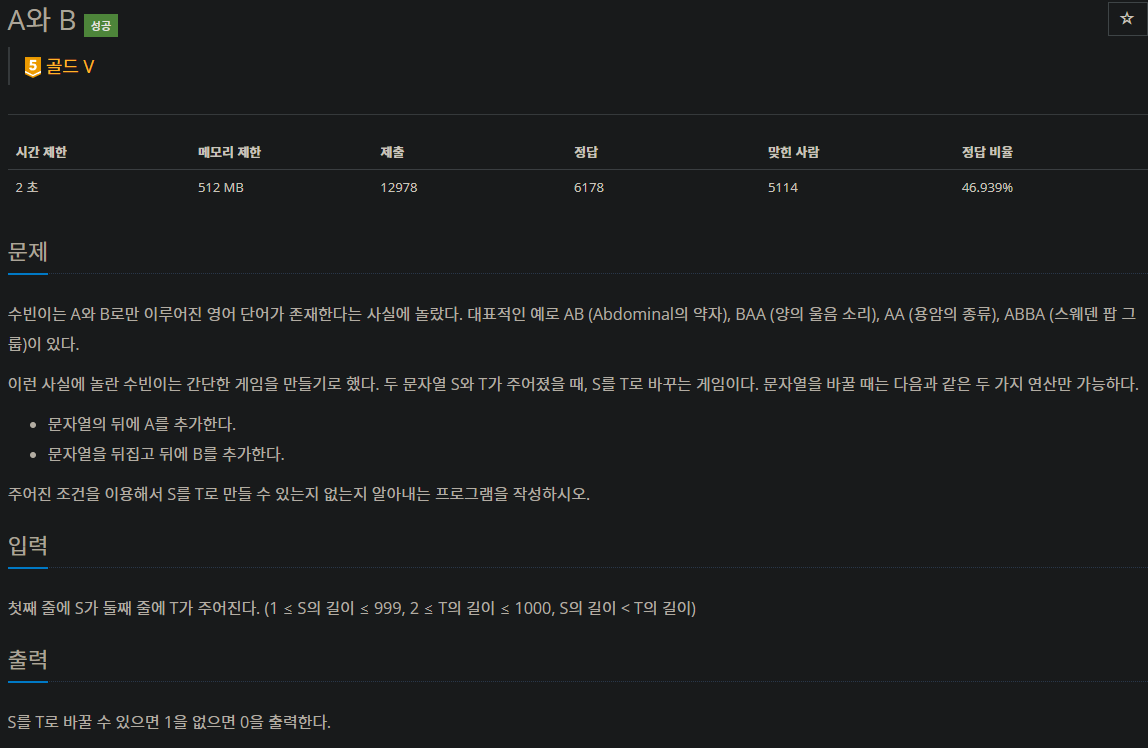 A와 B 성공
☆
5 골드 V
시간 제한 메모리 제한 제출 정답 맞힌 사람 정답 비율
2 초 512 MB 12978 6178 5114 46.939%
문제
수빈이는 A와 B로만 이루어진 영어 단어가 존재한다는 사실에 놀랐다. 대표적인 예로 AB (Abdominal의 약자), BAA (양의 울음 소리), AA (용암의 종류), ABBA (스웨덴 팝 그
룹)이 있다.
이런 사실에 놀란 수빈이는 간단한 게임을 만들기로 했다. 두 문자열 S와 T가 주어졌을 때, S를 T로 바꾸는 게임이다. 문자열을 바꿀 때는 다음과 같은 두 가지 연산만 가능하다.
• 문자열의 뒤에 A를 추가한다.
• 문자열을 뒤집고 뒤에 B를 추가한다.
주어진 조건을 이용해서 S를 T로 만들 수 있는지 없는지 알아내는 프로그램을 작성하시오.
입력
첫째 줄에 S가 둘째 줄에 T가 주어진다. (1 ≤ S의 길이 ≤ 999, 2 ≤ T의 길이 ≤ 1000, S의 길이 < T의 길이)
출력
S를 T로 바꿀 수 있으면 1을 없으면 0을 출력한다.